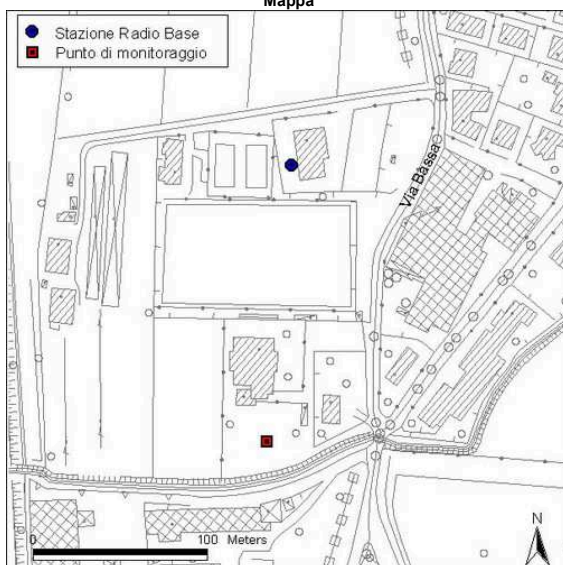 Mappa
Stazione Radio Base
Punto di monitoraggio
Via Bassa
N
0 100 Meters